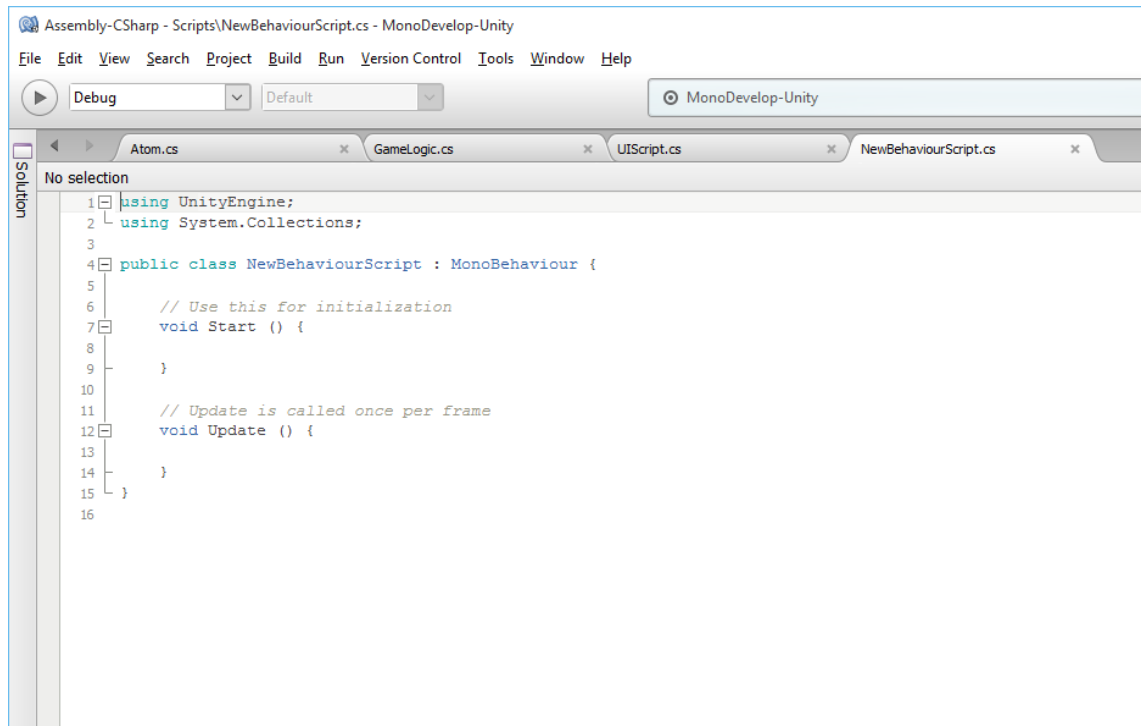 Assembly-CSharp - Scripts\NewBehaviourScript.cs - MonoDevelop-Unity
File Edit View Search Project Build Run Version Control Tools Window Help
Debug Default MonoDevelop-Unity
Atom.cs GameLogic.cs UIScript.cs NewBehaviourScript.cs
Solution
No selection
1 using UnityEngine;
2 using System.Collections;
3
4 public class NewBehaviourScript : MonoBehaviour {
5
6 // Use this for initialization
7 void Start () {
8
9 }
10
11 // Update is called once per frame
12 void Update () {
13
14 }
15 }
16